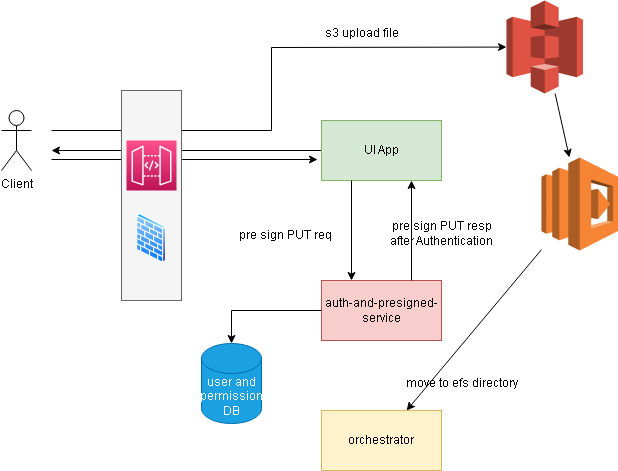 s3 upload file
Client
UI App
pre sign PUT req
pre sign PUT resp
after Authentication
auth-and-presigned-
service
user and
permission
DB
move to efs directory
orchestrator